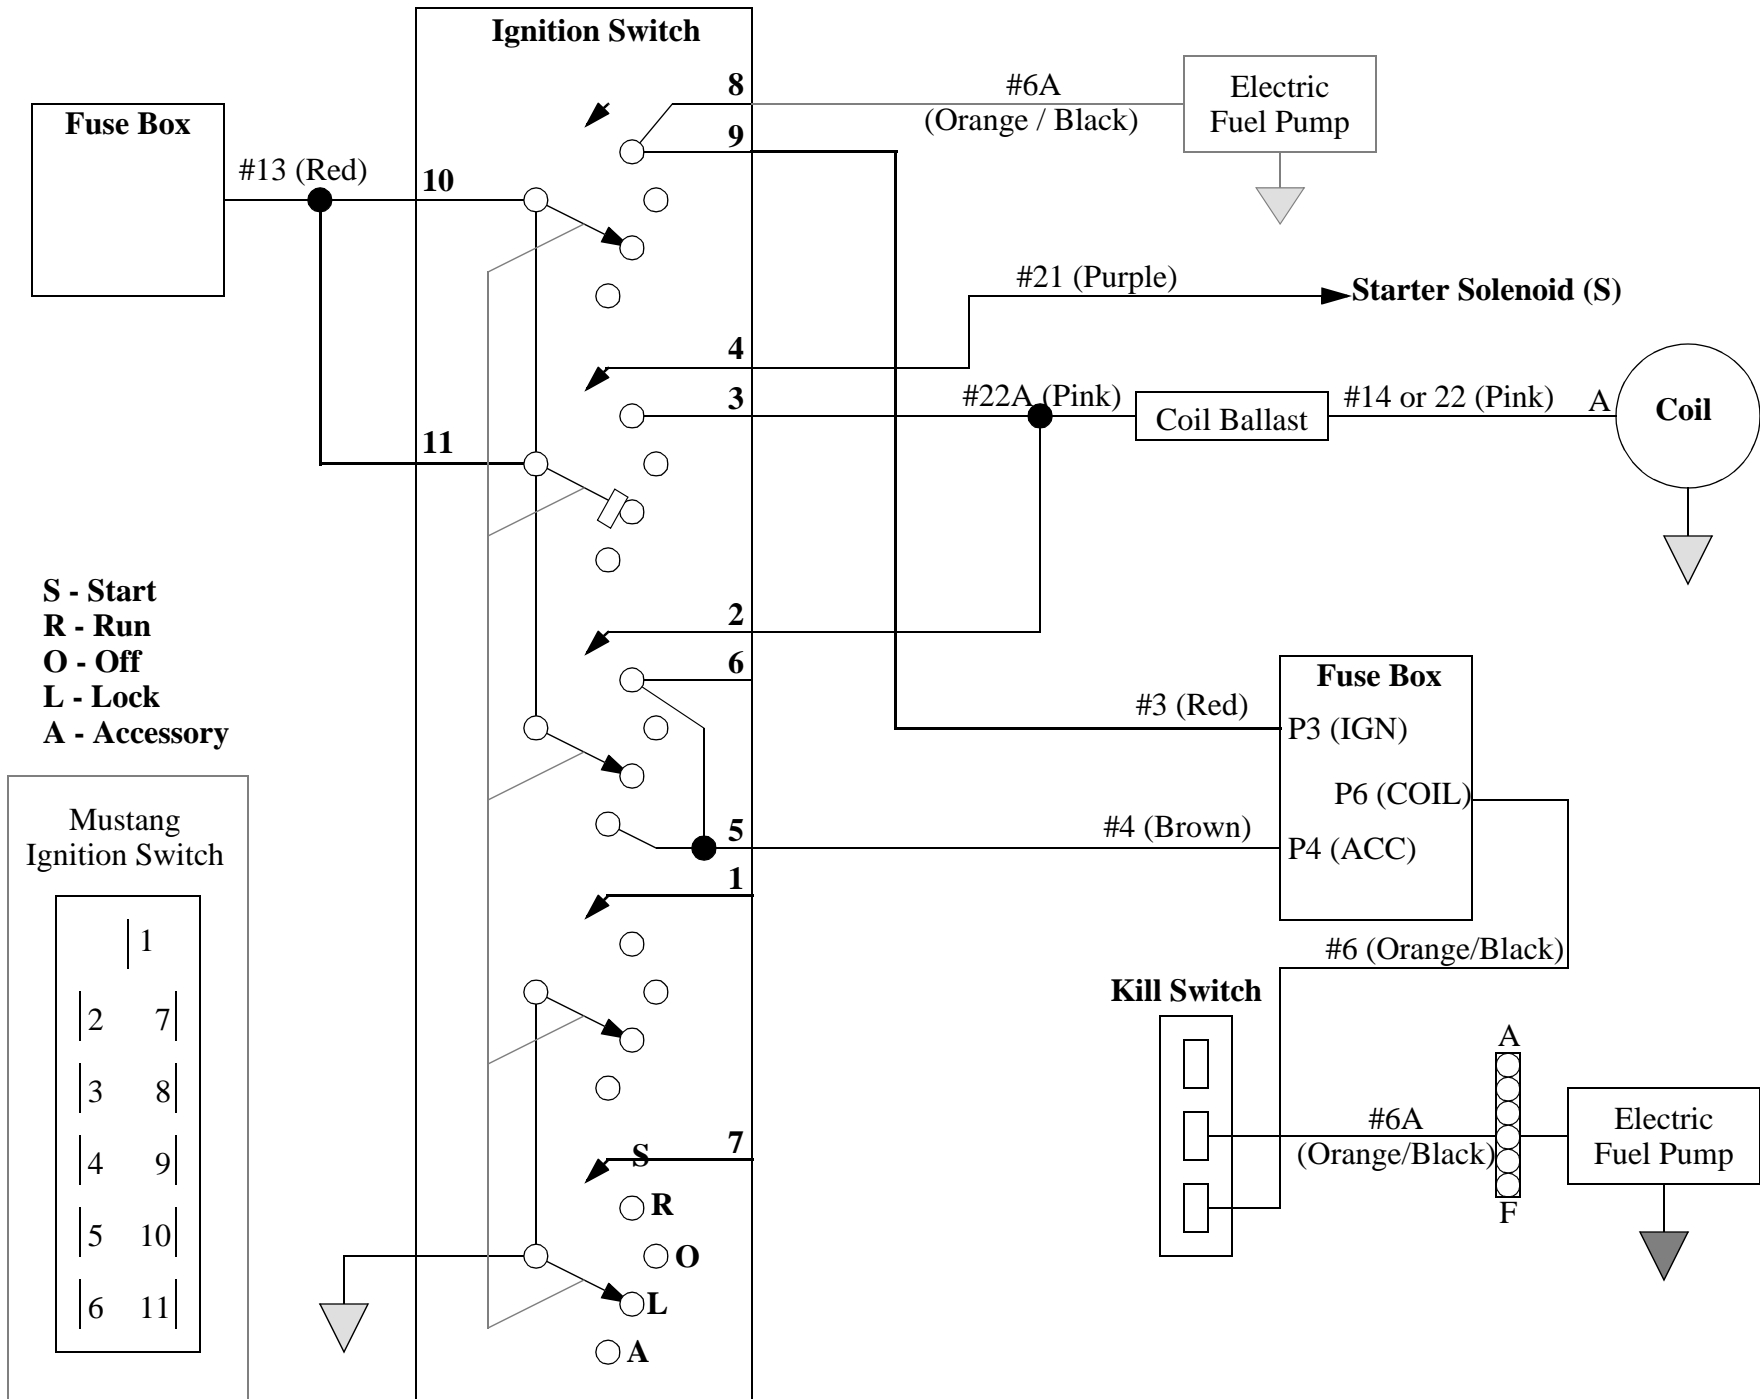 Ignition Switch
Fuse Box
#13 (Red)
10
11
8
9
#6A
(Orange / Black)
Electric
Fuel Pump
#21 (Purple)
Starter Solenoid (S)
4
3
#22A (Pink)
Coil Ballast
#14 or 22 (Pink)
A
Coil
S - Start
R - Run
O - Off
L - Lock
A - Accessory
2
6
5
1
7
S
R
O
L
A
#3 (Red)
#4 (Brown)
Fuse Box
P3 (IGN)
P6 (COIL)
P4 (ACC)
#6 (Orange/Black)
Kill Switch
#6A
(Orange/Black)
A
F
Electric
Fuel Pump
Mustang
Ignition Switch
1
2 7
3 8
4 9
5 10
6 11